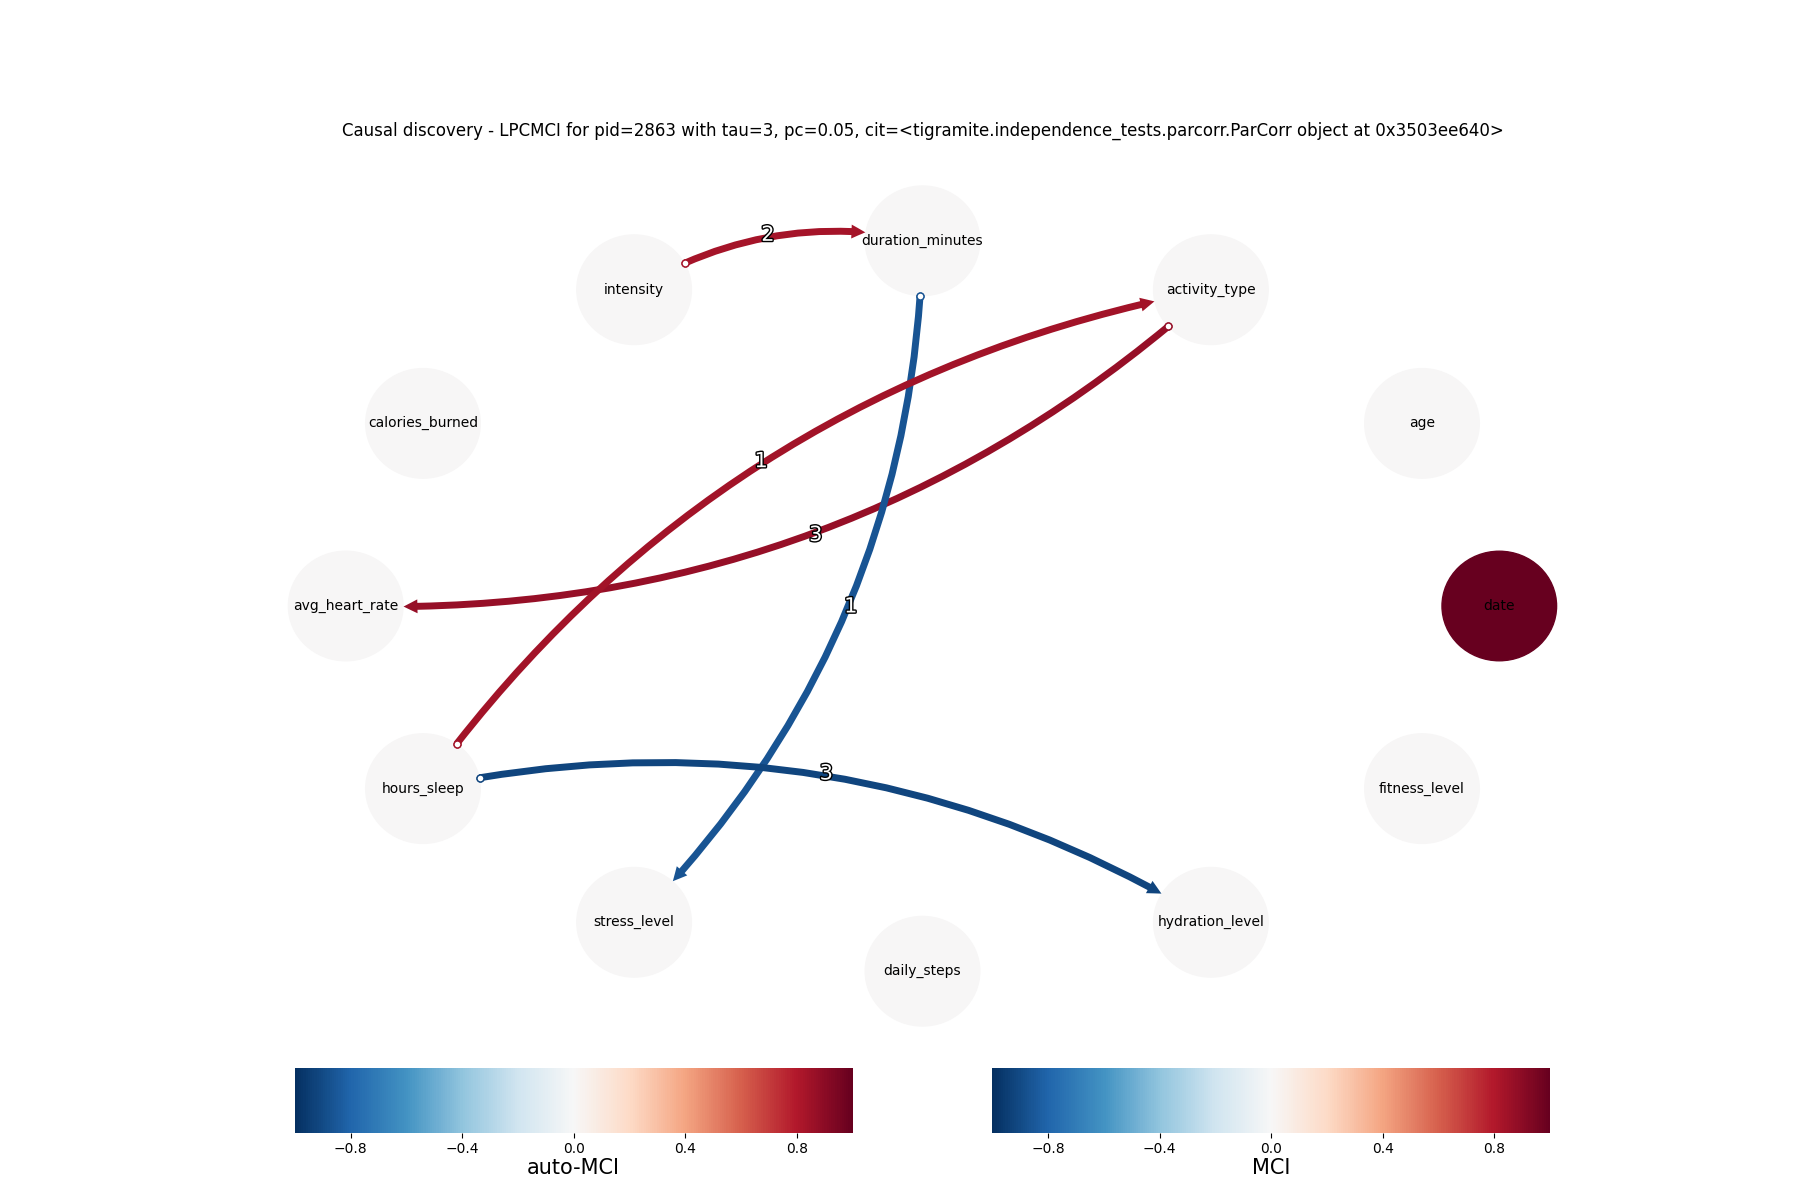 Causal discovery - LPCMCI for pid=2863 with tau=3, pc=0.05, cit=<tigramite.independence_tests.parcorr.ParCorr object at 0x3503ee640>
2
duration_minutes
intensity
activity_type
calories_burned
age
1
3
avg_heart_rate
1
date
3
hours_sleep
fitness_level
stress_level
hydration_level
daily_steps
−0.8 −0.4 0.0 0.4 0.8
auto-MCI
−0.8 −0.4 0.0 0.4 0.8
MCI